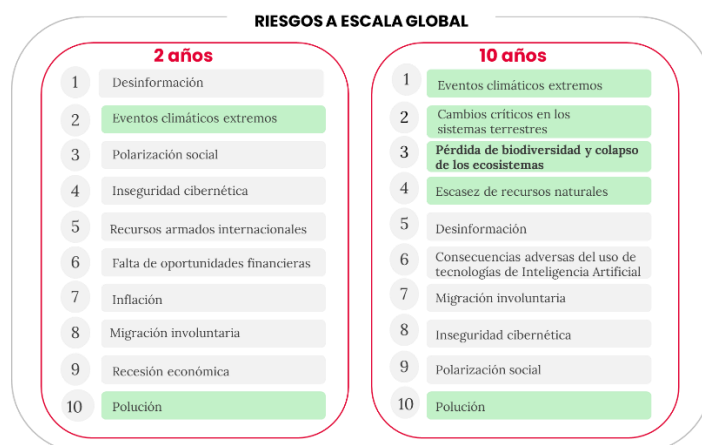 RIESGOS A ESCALA GLOBAL
2 años
1 Desinformación
2 Eventos climáticos extremos
3 Polarización social
4 Inseguridad cibernética
5 Recursos armados internacionales
6 Falta de oportunidades financieras
7 Inflación
8 Migración involuntaria
9 Recesión económica
10 Polución
10 años
1 Eventos climáticos extremos
2 Cambios críticos en los
sistemas terrestres
3 Pérdida de biodiversidad y colapso
de los ecosistemas
4 Escasez de recursos naturales
5 Desinformación
6 Consecuencias adversas del uso de
tecnologías de Inteligencia Artificial
7 Migración involuntaria
8 Inseguridad cibernética
9 Polarización social
10 Polución